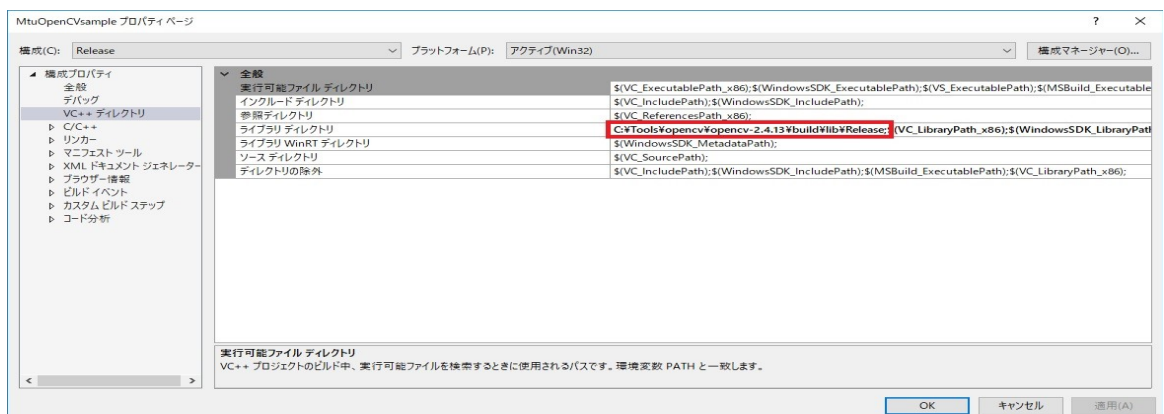 MtuOpenCVsample プロパティ ページ ? ×
構成(C): Release プラットフォーム(P): アクティブ(Win32) 構成マネージャー(O)...
構成プロパティ
全般
デバッグ
VC++ ディレクトリ
C/C++
リンカー
マニフェスト ツール
XML ドキュメント ジェネレーター
ブラウザー情報
ビルド イベント
カスタム ビルド ステップ
コード分析
全般
実行可能ファイル ディレクトリ $(VC_ExecutablePath_x86);$(WindowsSDK_ExecutablePath);$(VS_ExecutablePath);$(MSBuild_Executable
インクルード ディレクトリ $(VC_IncludePath);$(WindowsSDK_IncludePath);
参照ディレクトリ $(VC_ReferencesPath_x86);
ライブラリ ディレクトリ C:¥Tools¥opencv¥opencv-2.4.13¥build¥lib¥Release;$(VC_LibraryPath_x86);$(WindowsSDK_LibraryPath
ライブラリ WinRT ディレクトリ $(WindowsSDK_MetadataPath);
ソース ディレクトリ $(VC_SourcePath);
ディレクトリの除外 $(VC_IncludePath);$(WindowsSDK_IncludePath);$(MSBuild_ExecutablePath);$(VC_LibraryPath_x86);
実行可能ファイル ディレクトリ
VC++ プロジェクトのビルド中、実行可能ファイルを検索するときに使用されるパスです。環境変数 PATH と一致します。
OK キャンセル 適用(A)